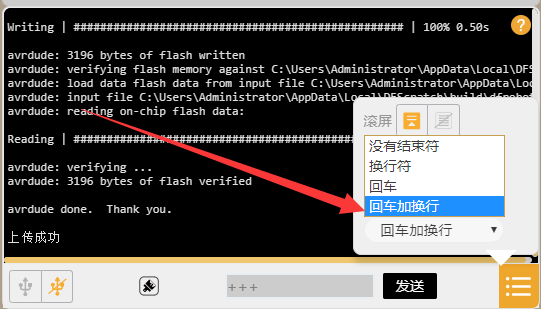 Writing | ################################################## | 100% 0.50s
avrdude: 3196 bytes of flash written
avrdude: verifying flash memory against C:\Users\Administrator\AppData\Local\DFS
avrdude: load data flash data from input file C:\Users\Administrator\AppData\Loc
avrdude: input file C:\Users\Administrator\AppData\Local\DFScratch\build\dfrobot
avrdude: reading on-chip flash data:
滚屏
Reading | ##########################################
没有结束符
换行符
回车
回车加换行
回车加换行
avrdude: verifying ...
avrdude: 3196 bytes of flash verified
avrdude done.  Thank you.
上传成功
+++
发送
?